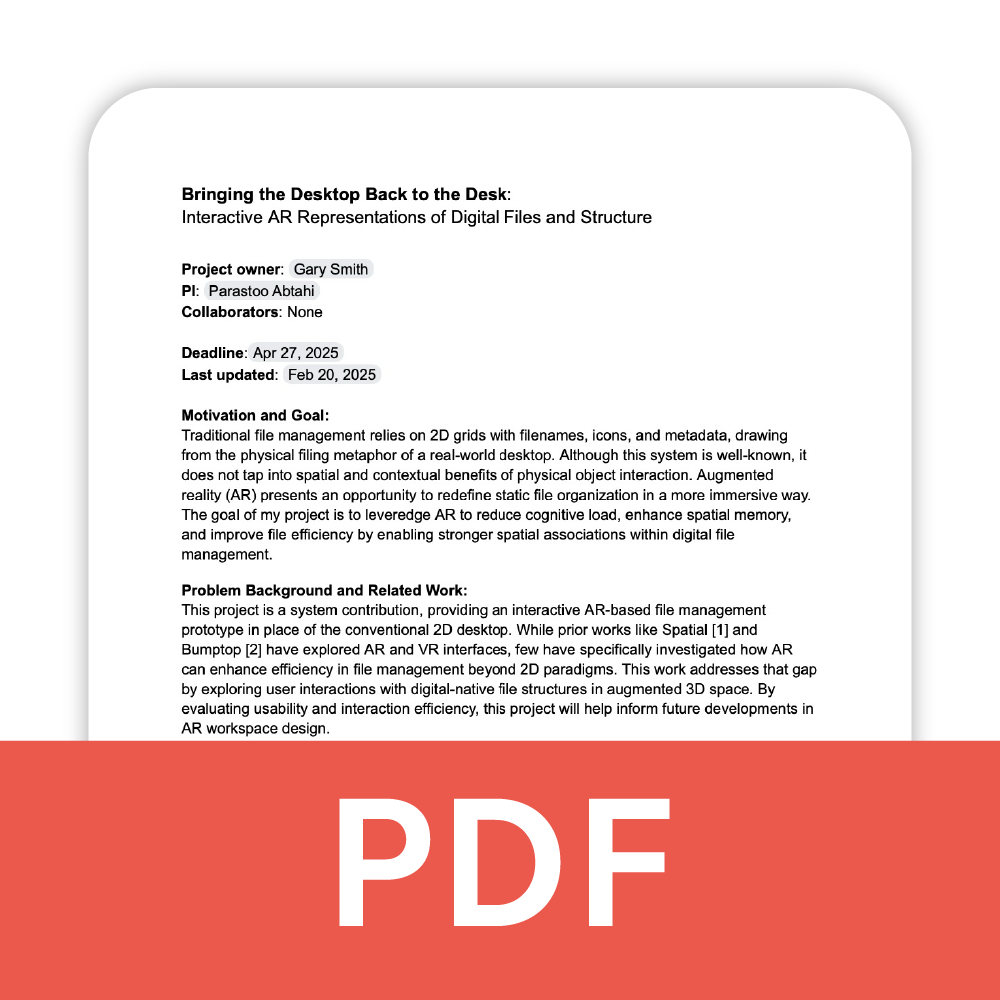 Bringing the Desktop Back to the Desk:
Interactive AR Representations of Digital Files and Structure
Project owner: Gary Smith
PI: Parastoo Abtahi
Collaborators: None
Deadline: Apr 27, 2025
Last updated: Feb 20, 2025
Motivation and Goal:
Traditional file management relies on 2D grids with filenames, icons, and metadata, drawing
from the physical filing metaphor of a real-world desktop. Although this system is well-known, it
does not tap into spatial and contextual benefits of physical object interaction. Augmented
reality (AR) presents an opportunity to redefine static file organization in a more immersive way.
The goal of my project is to leveredge AR to reduce cognitive load, enhance spatial memory,
and improve file efficiency by enabling stronger spatial associations within digital file
management.
Problem Background and Related Work:
This project is a system contribution, providing an interactive AR-based file management
prototype in place of the conventional 2D desktop. While prior works like Spatial [1] and
Bumptop [2] have explored AR and VR interfaces, few have specifically investigated how AR
can enhance efficiency in file management beyond 2D paradigms. This work addresses that gap
by exploring user interactions with digital-native file structures in augmented 3D space. By
evaluating usability and interaction efficiency, this project will help inform future developments in
AR workspace design.
PDF